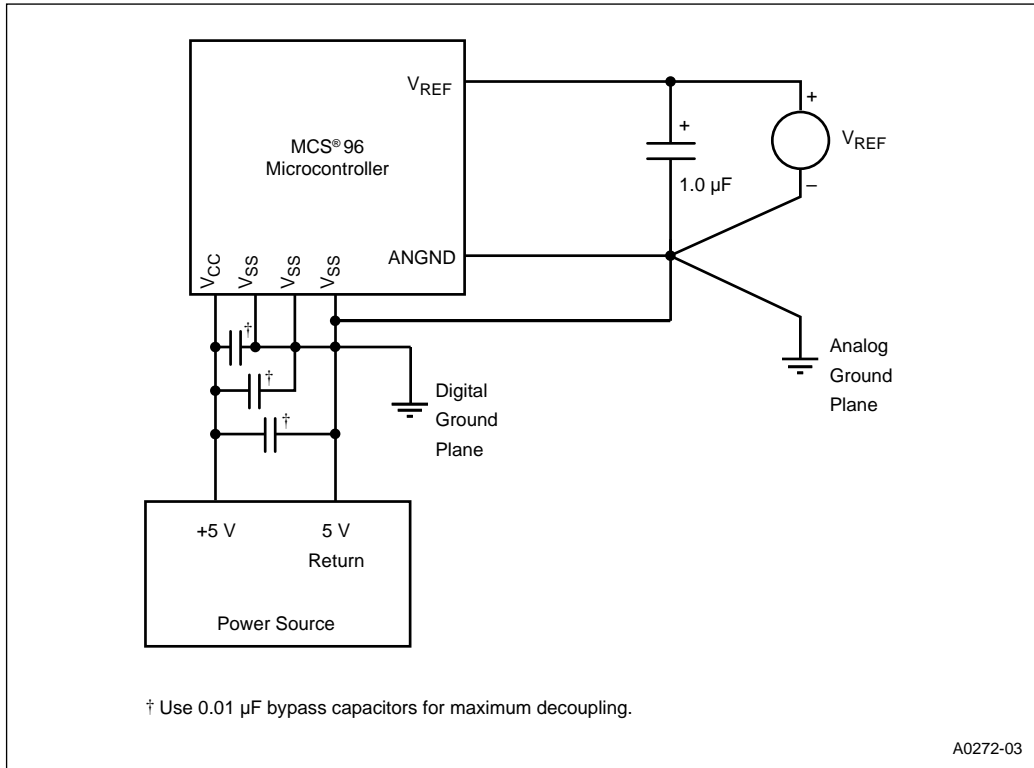 VREF
MCS® 96
Microcontroller
+
VREF
+
1.0 µF
–
ANGND
VCC
VSS
VSS
VSS
†
†
†
Analog
Ground
Plane
Digital
Ground
Plane
+5 V
5 V
Return
Power Source
† Use 0.01 µF bypass capacitors for maximum decoupling.
A0272-03